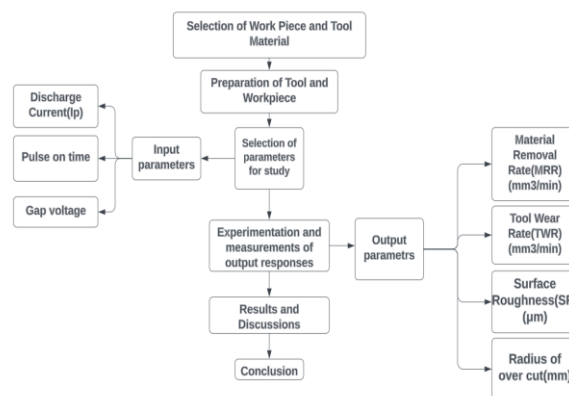 Selection of Work Piece and Tool
Material
Preparation of Tool and
Workpiece
Discharge
Current(Ip)
Pulse on time
Gap voltage
Input
parameters
Selection of
parameters
for study
Experimentation and
measurements of
output responses
Output
parametrs
Material
Removal
Rate(MRR)
(mm3/min)
Tool Wear
Rate(TWR)
(mm3/min)
Surface
Roughness(SR
(μm)
Radius of
over cut(mm)
Results and
Discussions
Conclusion